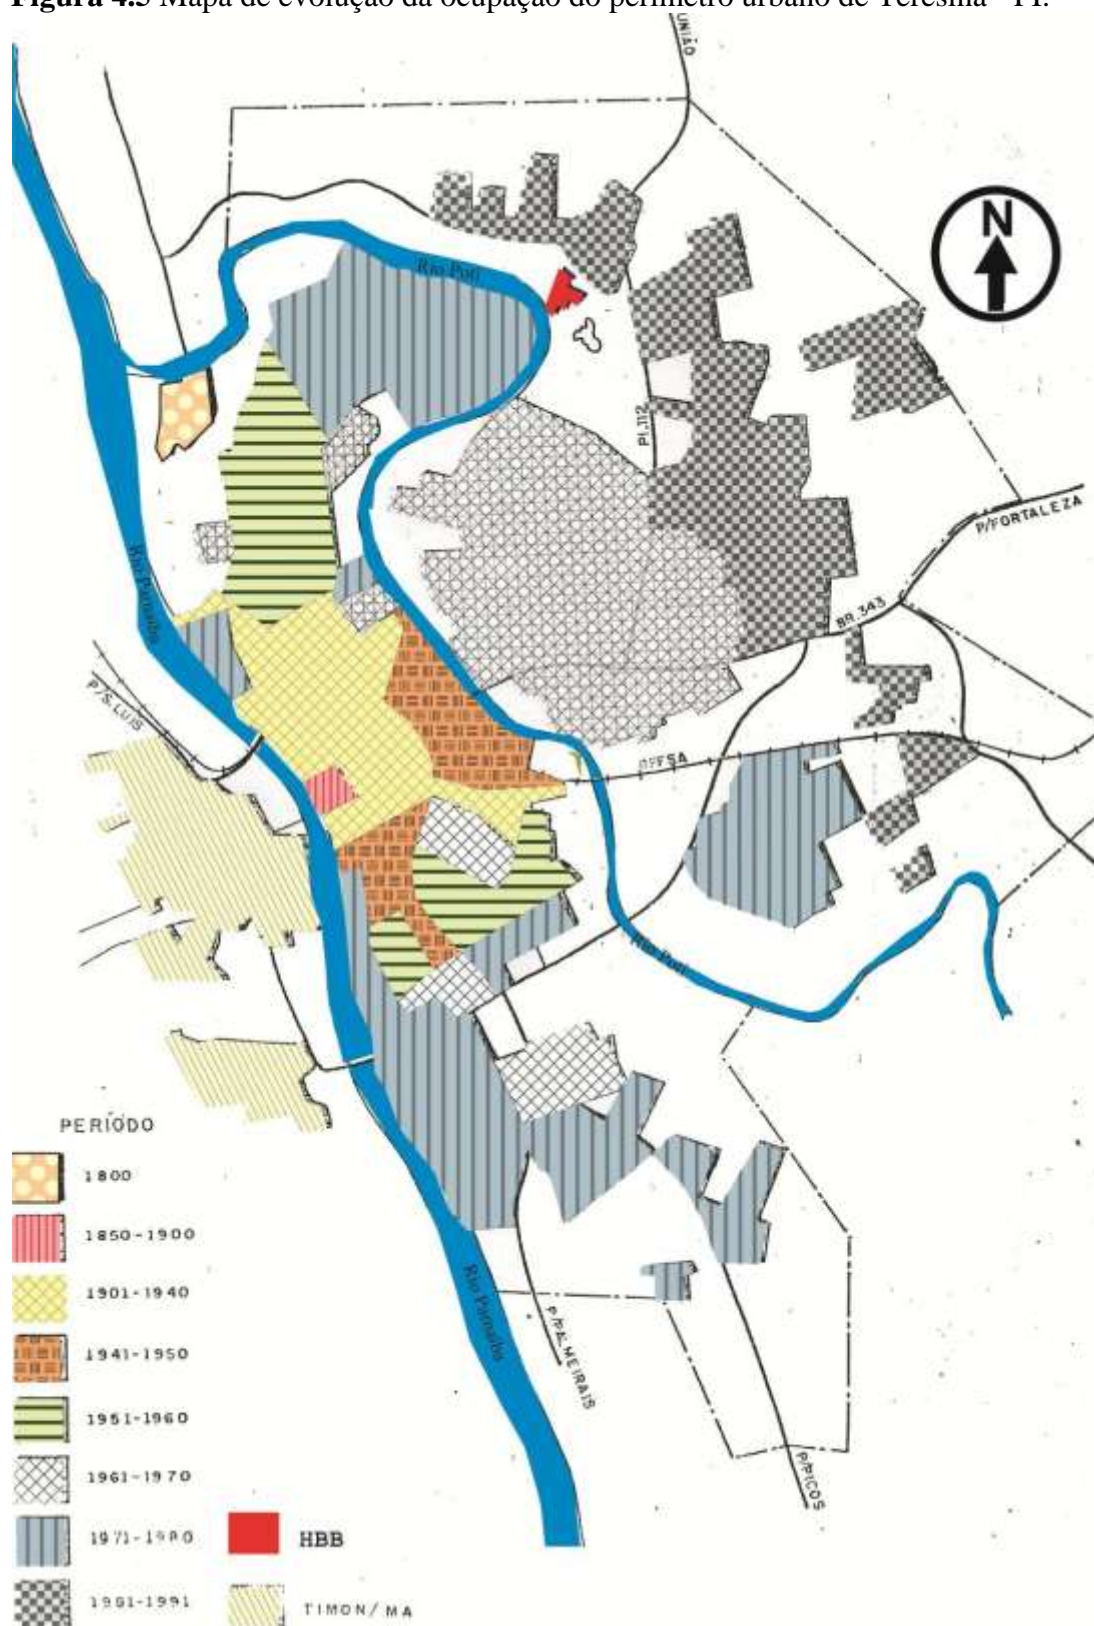 Figura 4.5 Mapa de evolução da ocupação do perímetro urbano de Teresina - PI.
UNIÃO
N
Rio Poti
PI.112
P/FORTALEZA
BR.343
Rio Parnaíba
P/S.LUIS
RFFSA
Rio Poti
PERÍODO
1800
1850-1900
1901-1940
1941-1950
1951-1960
1961-1970
1971-1980
1981-1991
HBB
TIMON/MA
Rio Parnaíba
P/PALMEIRAIS
P/PICOS